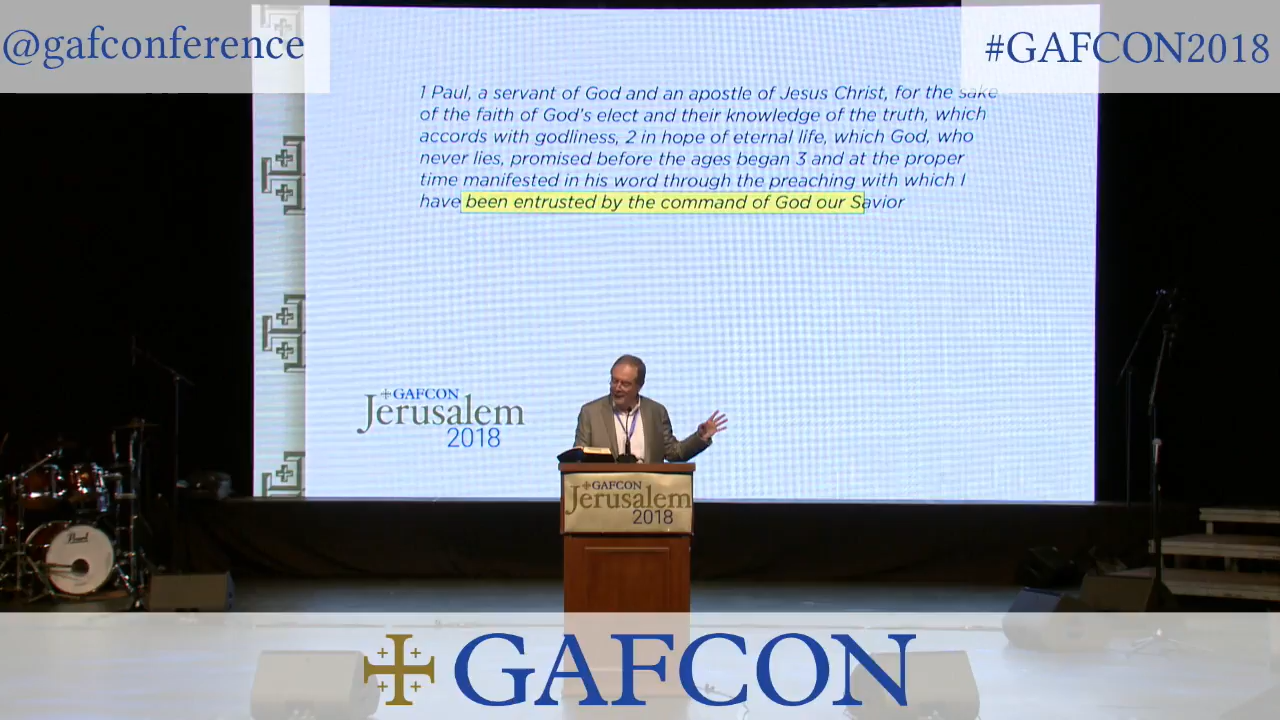 @gafconference
#GAFCON2018
1 Paul, a servant of God and an apostle of Jesus Christ, for the sake
of the faith of God's elect and their knowledge of the truth, which
accords with godliness, 2 in hope of eternal life, which God, who
never lies, promised before the ages began 3 and at the proper
time manifested in his word through the preaching with which I
have been entrusted by the command of God our Savior
GAFCON
Jerusalem
2018
GAFCON
Jerusalem
2018
Pearl
GAFCON